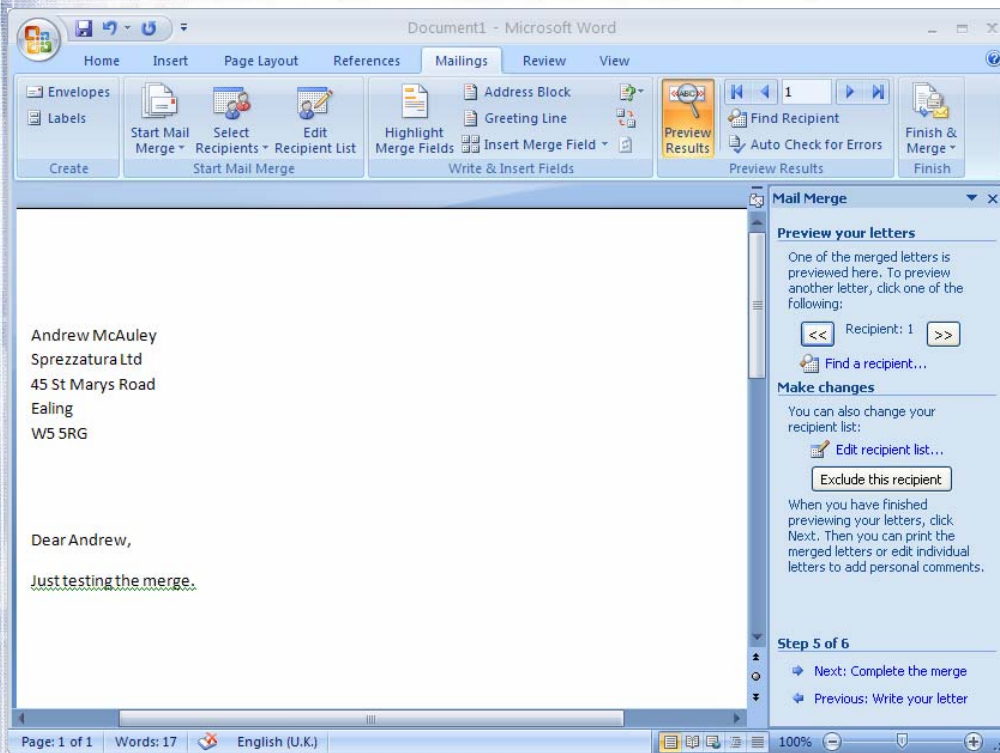 Document1 - Microsoft Word
Home Insert Page Layout References Mailings Review View
Envelopes
Labels
Create
Start Mail
Merge
Select
Recipients
Edit
Recipient List
Start Mail Merge
Highlight
Merge Fields
Address Block
Greeting Line
Insert Merge Field
Write & Insert Fields
«ABC»
Preview
Results
1
Find Recipient
Auto Check for Errors
Preview Results
Finish &
Merge
Finish
Andrew McAuley
Sprezzatura Ltd
45 St Marys Road
Ealing
W5 5RG
Dear Andrew,
Just testing the merge.
Mail Merge
Preview your letters
One of the merged letters is
previewed here. To preview
another letter, click one of the
following:
<< Recipient: 1 >>
Find a recipient...
Make changes
You can also change your
recipient list:
Edit recipient list...
Exclude this recipient
When you have finished
previewing your letters, click
Next. Then you can print the
merged letters or edit individual
letters to add personal comments.
Step 5 of 6
Next: Complete the merge
Previous: Write your letter
Page: 1 of 1 Words: 17 English (U.K.) 100%